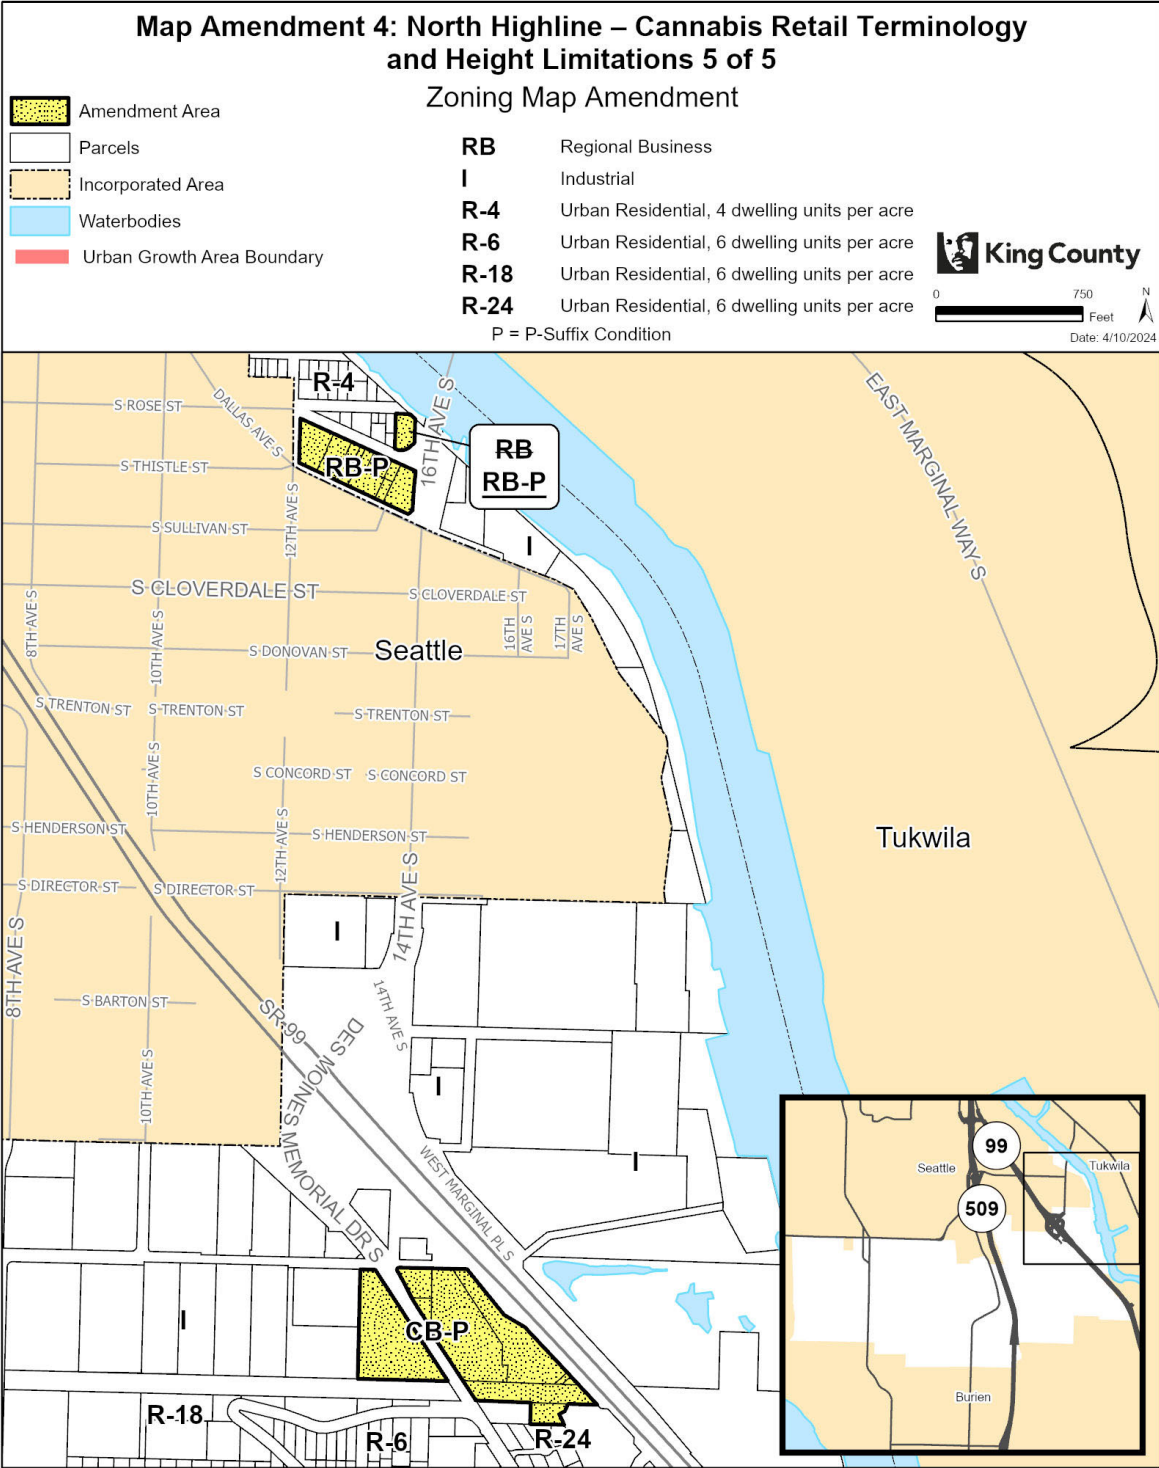 Map Amendment 4: North Highline – Cannabis Retail Terminology
and Height Limitations 5 of 5
Zoning Map Amendment
Amendment Area
Parcels
Incorporated Area
Waterbodies
Urban Growth Area Boundary
RB Regional Business
I Industrial
R-4 Urban Residential, 4 dwelling units per acre
R-6 Urban Residential, 6 dwelling units per acre
R-18 Urban Residential, 6 dwelling units per acre
R-24 Urban Residential, 6 dwelling units per acre
P = P-Suffix Condition
King County
0 750
Feet
N
Date: 4/10/2024
R-4
S ROSE ST
DALLAS AVE S
16TH AVE S
EAST MARGINAL WAY S
RB
RB-P
RB-P
S THISTLE ST
12TH AVE S
S SULLIVAN ST
I
S CLOVERDALE ST
S CLOVERDALE ST
8TH AVE S
10TH AVE S
16TH
AVE S
17TH
AVE S
S DONOVAN ST
Seattle
S TRENTON ST
S TRENTON ST
S TRENTON ST
10TH AVE S
S CONCORD ST
S CONCORD ST
S HENDERSON ST
12TH AVE S
S HENDERSON ST
Tukwila
S DIRECTOR ST
S DIRECTOR ST
14TH AVE S
8TH AVE S
I
S BARTON ST
SR-99
14TH AVE S
10TH AVE S
DES MOINES MEMORIAL DR S
I
WEST MARGINAL PL S
I
99
Seattle
Tukwila
509
Burien
I
CB-P
R-18
R-6
R-24